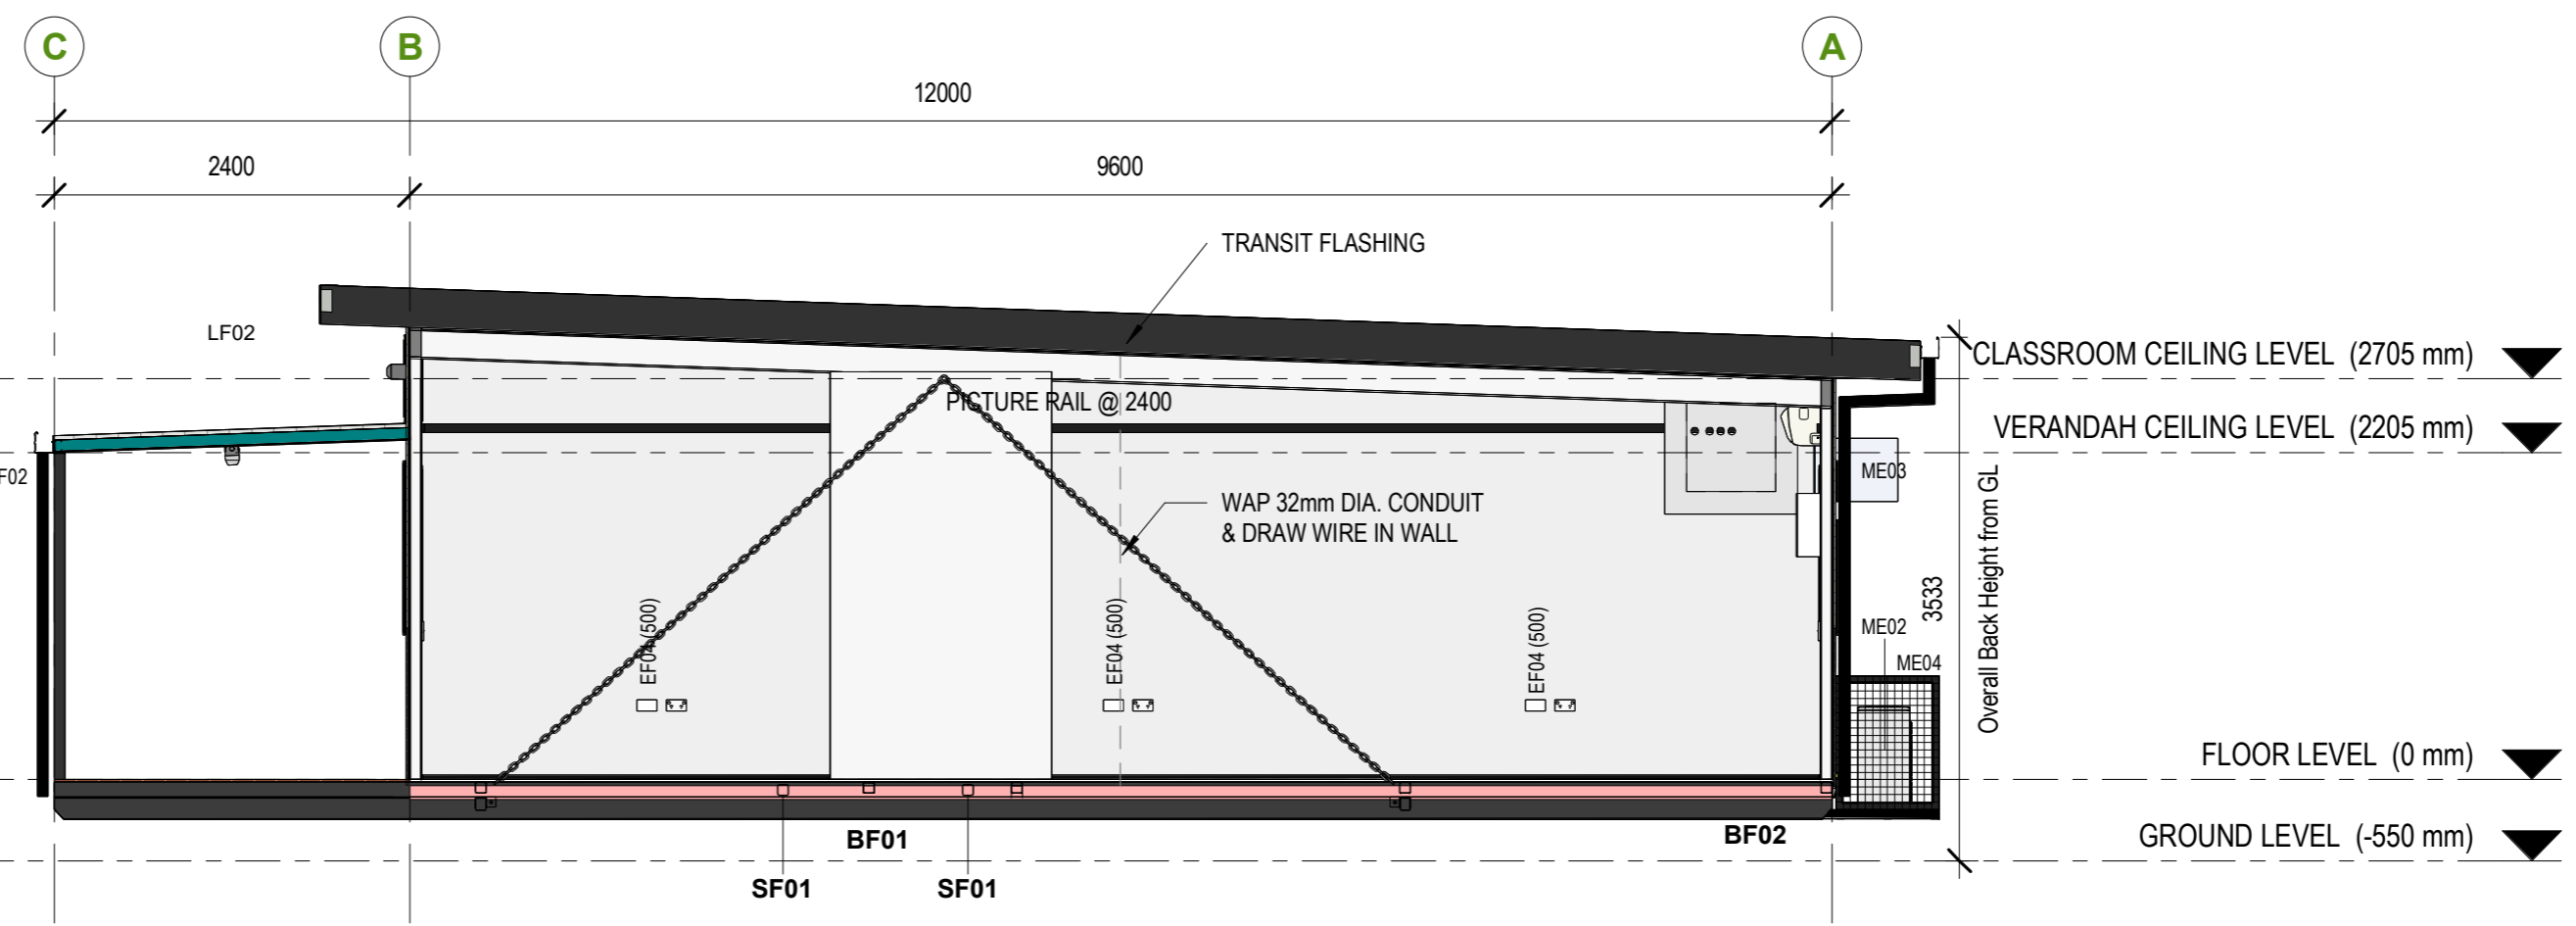 C
B
A
12000
2400
9600
TRANSIT FLASHING
LF02
CLASSROOM CEILING LEVEL (2705 mm)
PICTURE RAIL @ 2400
VERANDAH CEILING LEVEL (2205 mm)
F02
ME03
WAP 32mm DIA. CONDUIT
& DRAW WIRE IN WALL
Overall Back Height from GL
3533
EF04 (500)
EF04 (500)
EF04 (500)
ME02
ME04
FLOOR LEVEL (0 mm)
BF01
BF02
GROUND LEVEL (-550 mm)
SF01
SF01